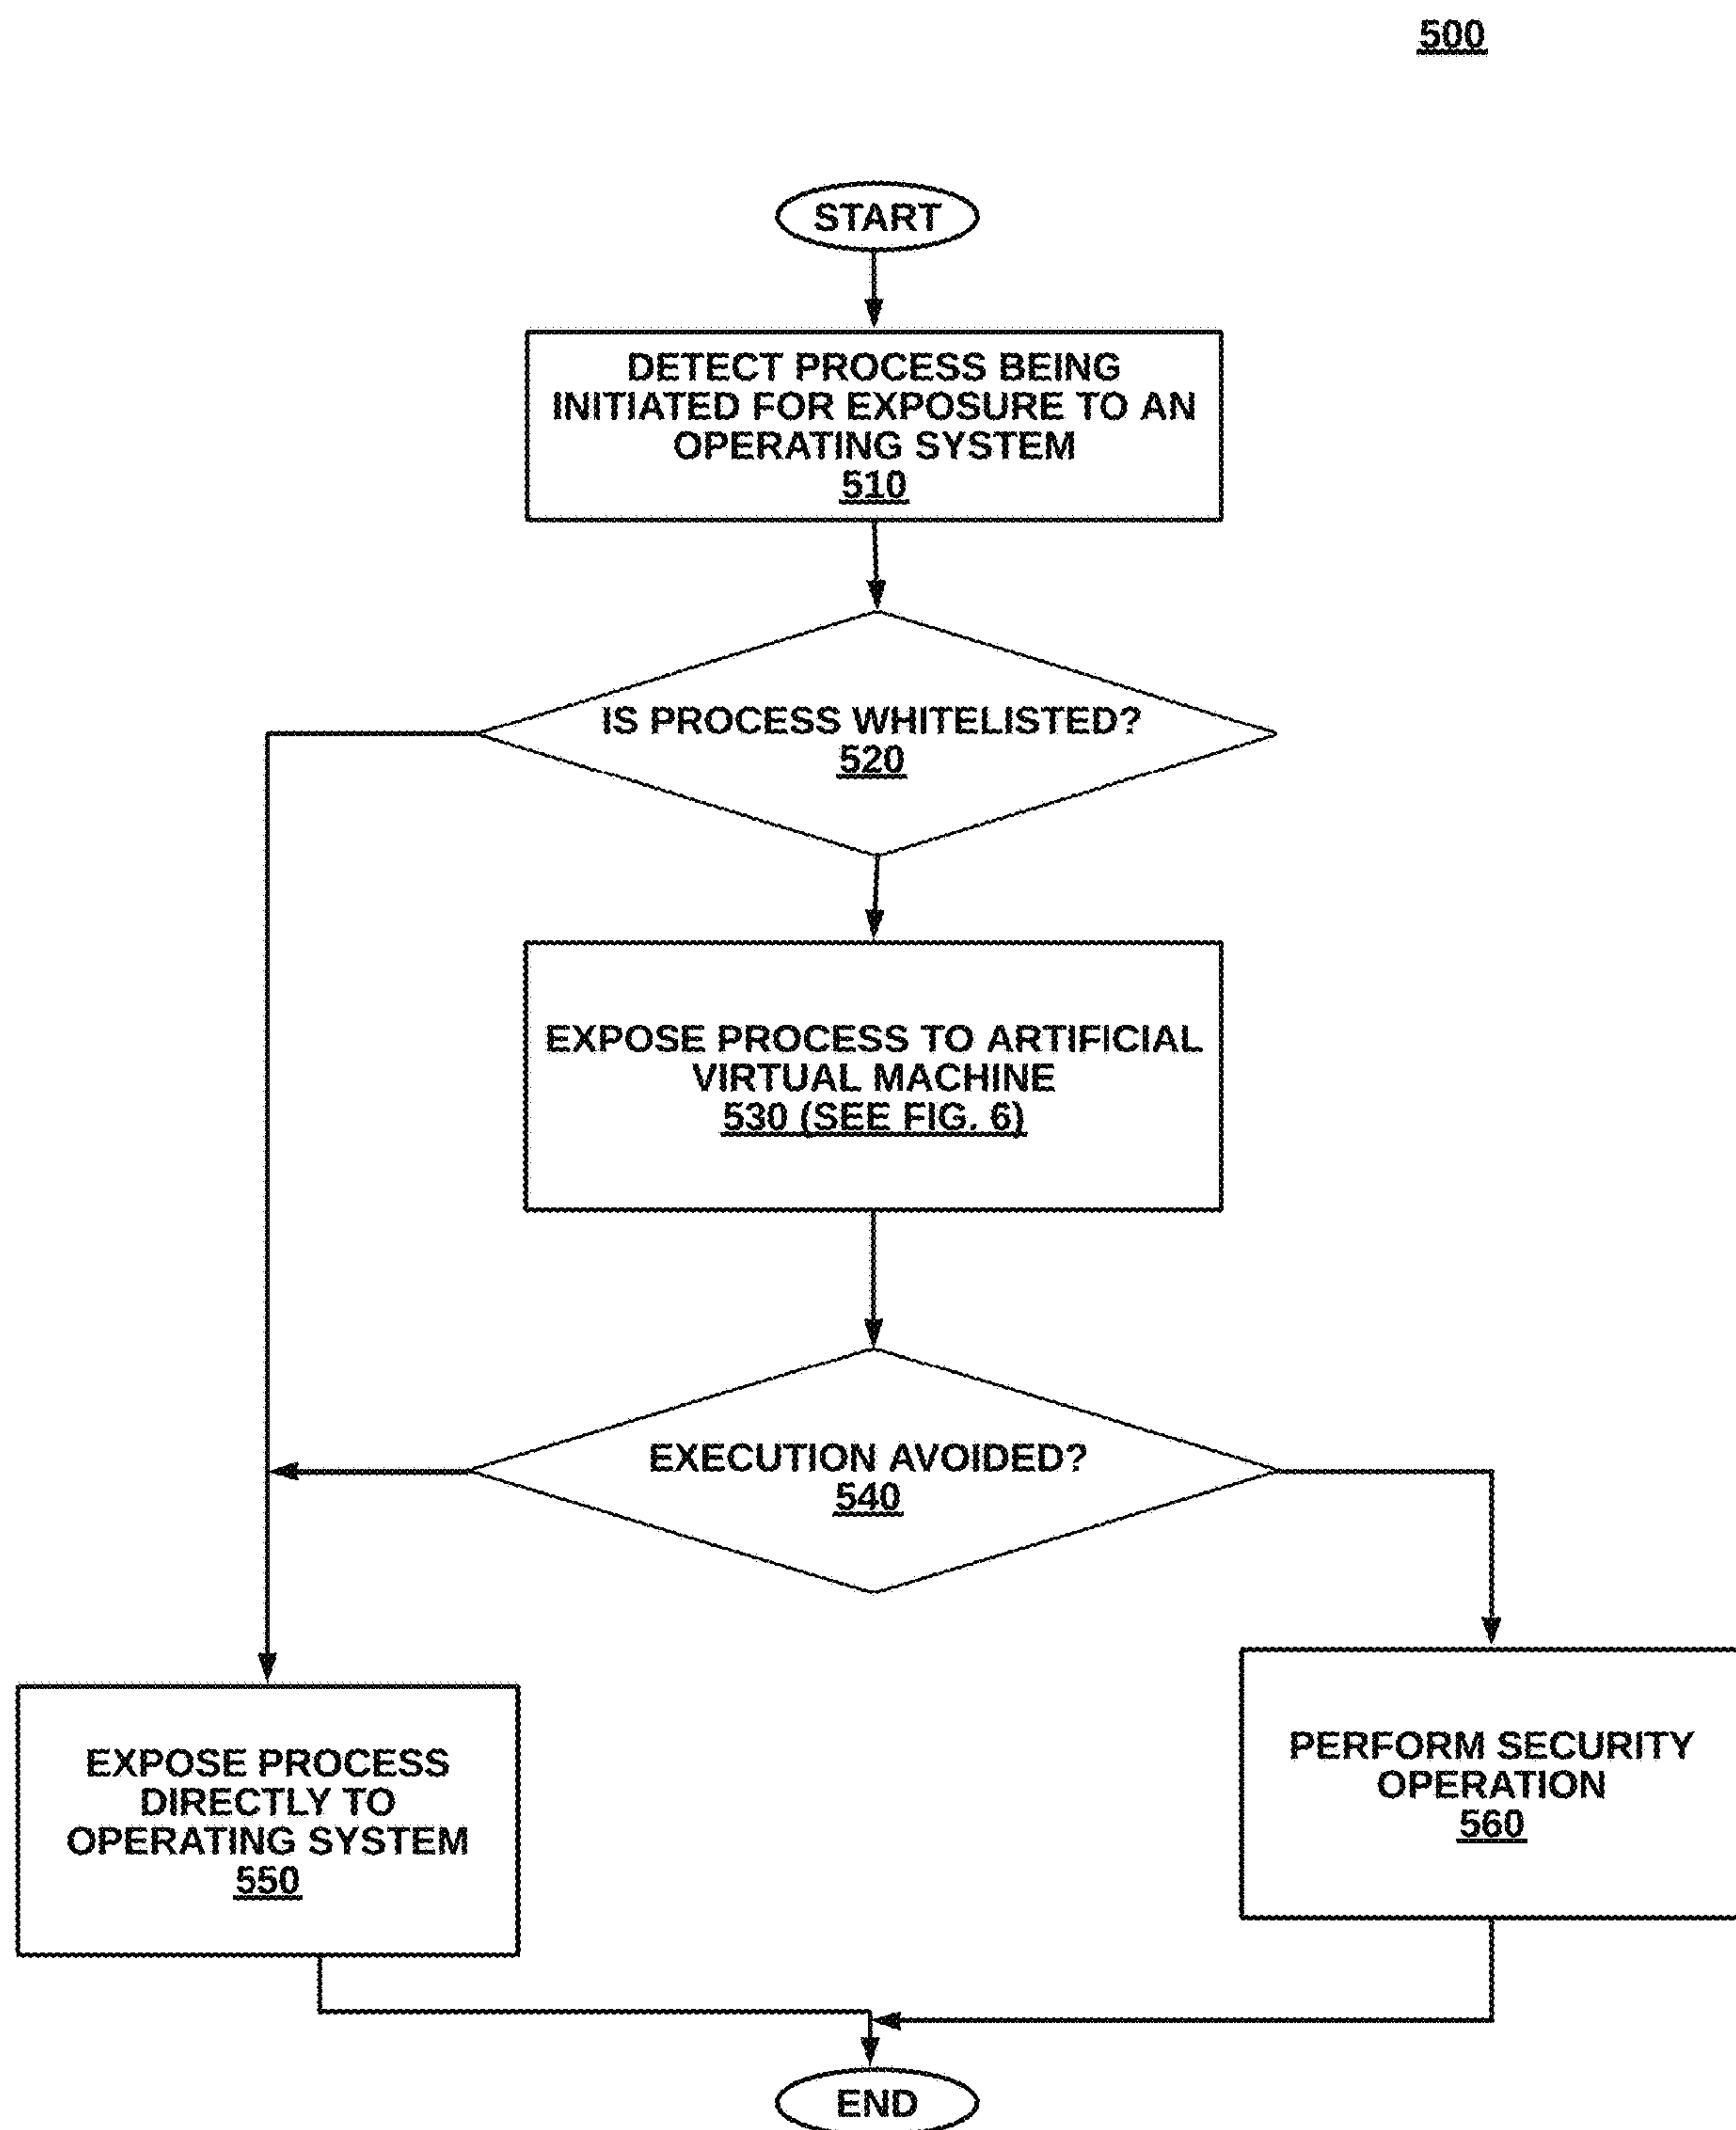 500
START
DETECT PROCESS BEING
INITIATED FOR EXPOSURE TO AN
OPERATING SYSTEM
510
IS PROCESS WHITELISTED?
520
EXPOSE PROCESS TO ARTIFICIAL
VIRTUAL MACHINE
530 (SEE FIG. 6)
EXECUTION AVOIDED?
540
EXPOSE PROCESS
DIRECTLY TO
OPERATING SYSTEM
550
PERFORM SECURITY
OPERATION
560
END